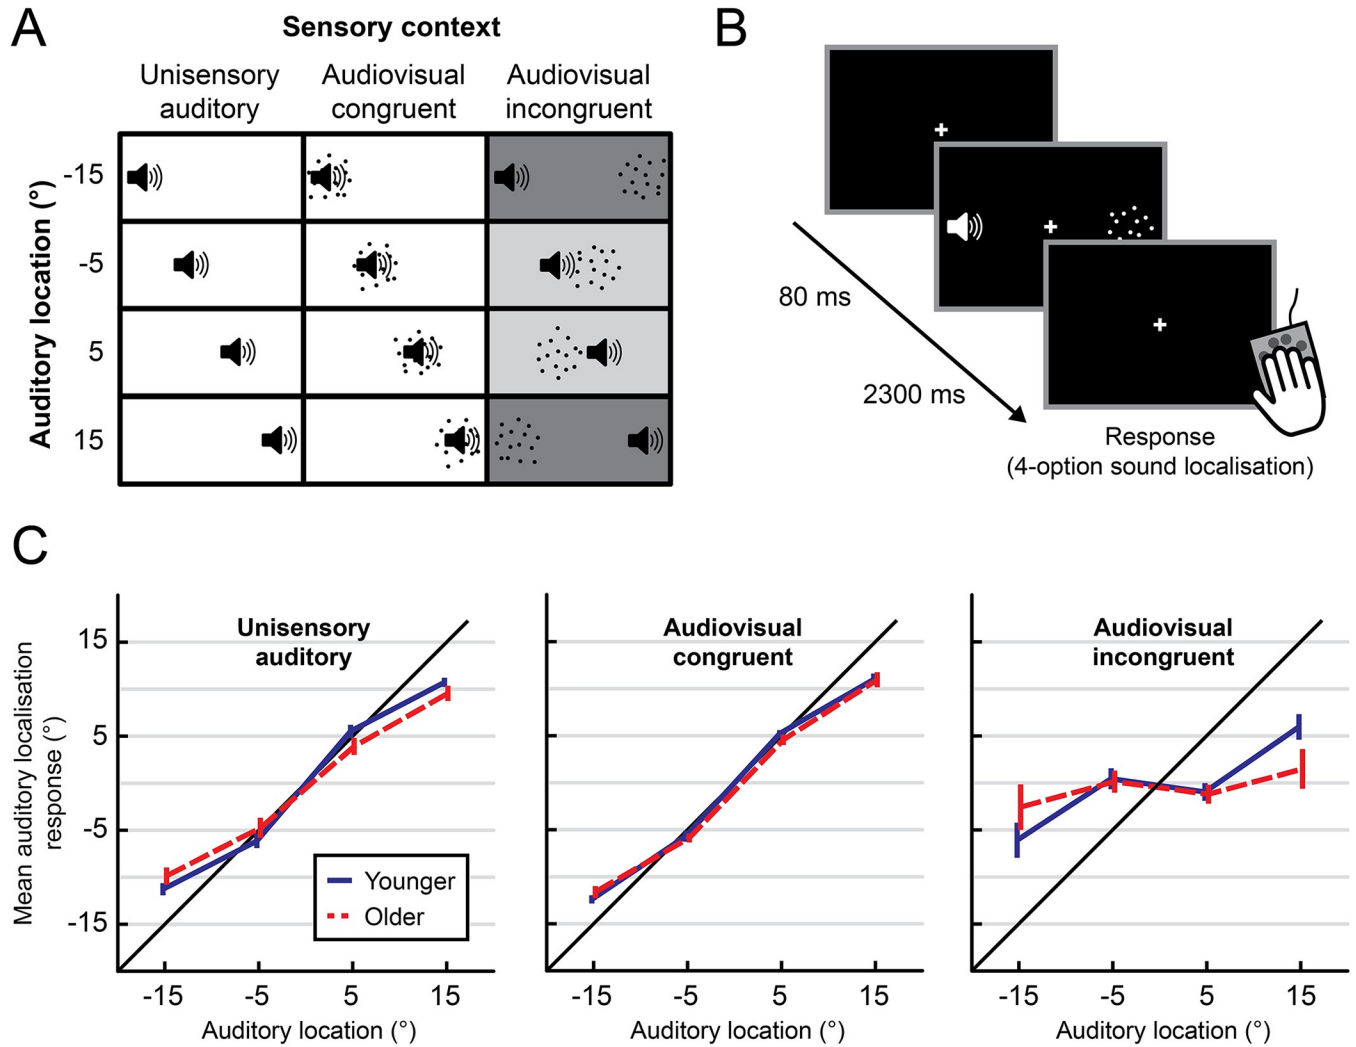 A
Sensory context
Unisensory
auditory
Audiovisual
congruent
Audiovisual
incongruent
Auditory location (°)
-15
-5
5
15
B
80 ms
2300 ms
Response
(4-option sound localisation)
C
Mean auditory localisation
response (°)
15
5
-5
-15
Unisensory
auditory
Younger
Older
-15
-5
5
15
Auditory location (°)
Audiovisual
congruent
-15
-5
5
15
Auditory location (°)
Audiovisual
incongruent
-15
-5
5
15
Auditory location (°)